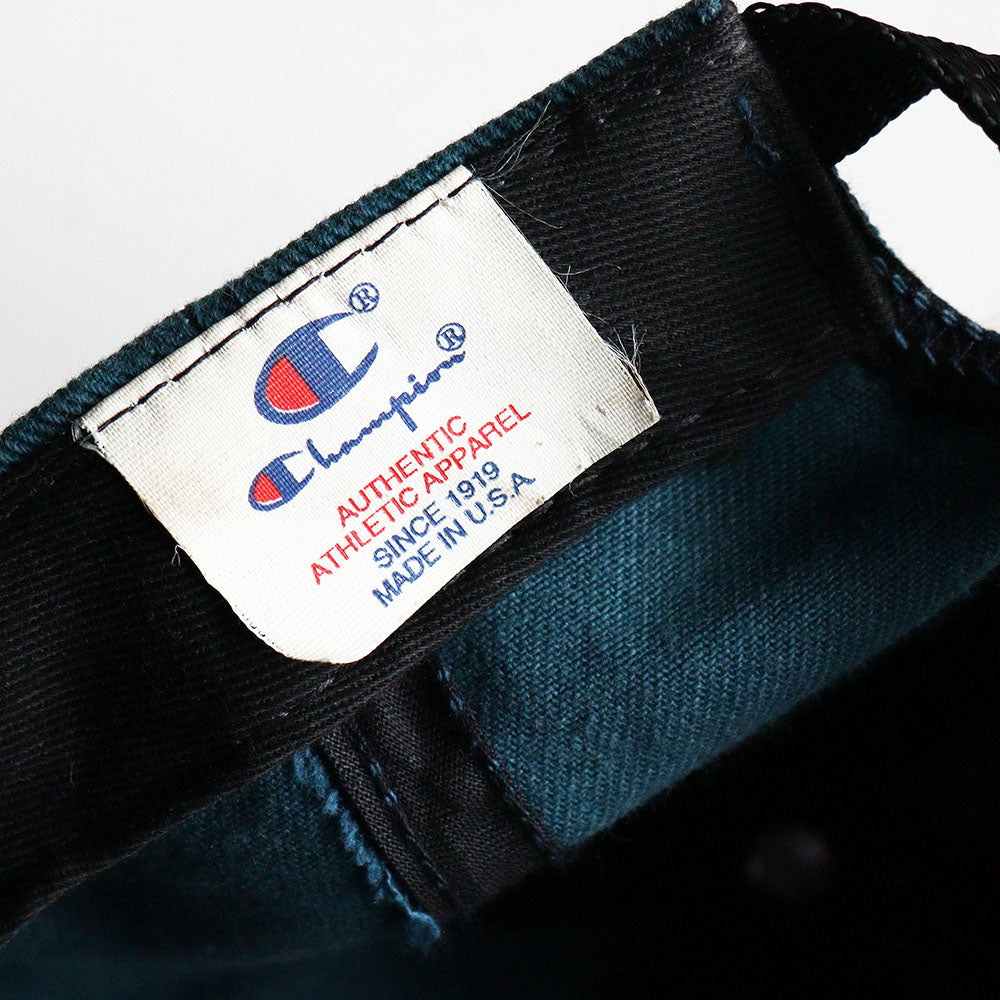 C®
Champion®
AUTHENTIC
ATHLETIC APPAREL
SINCE 1919
MADE IN U.S.A